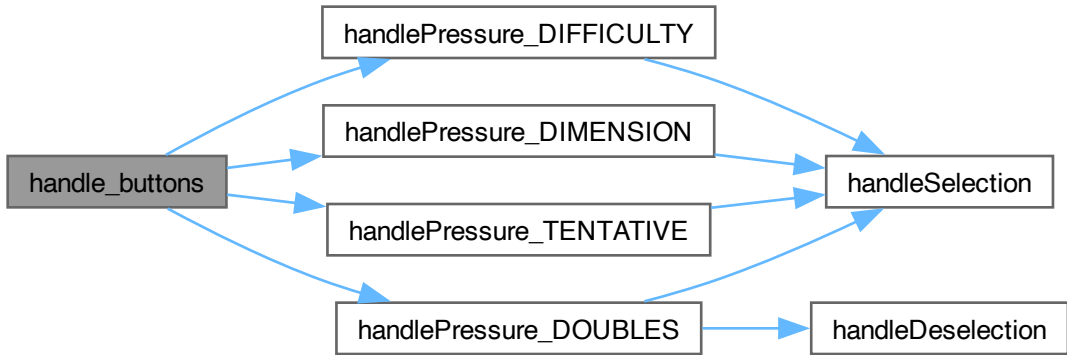 handle_buttons
handlePressure_DIFFICULTY
handlePressure_DIMENSION
handlePressure_TENTATIVE
handlePressure_DOUBLES
handleSelection
handleDeselection